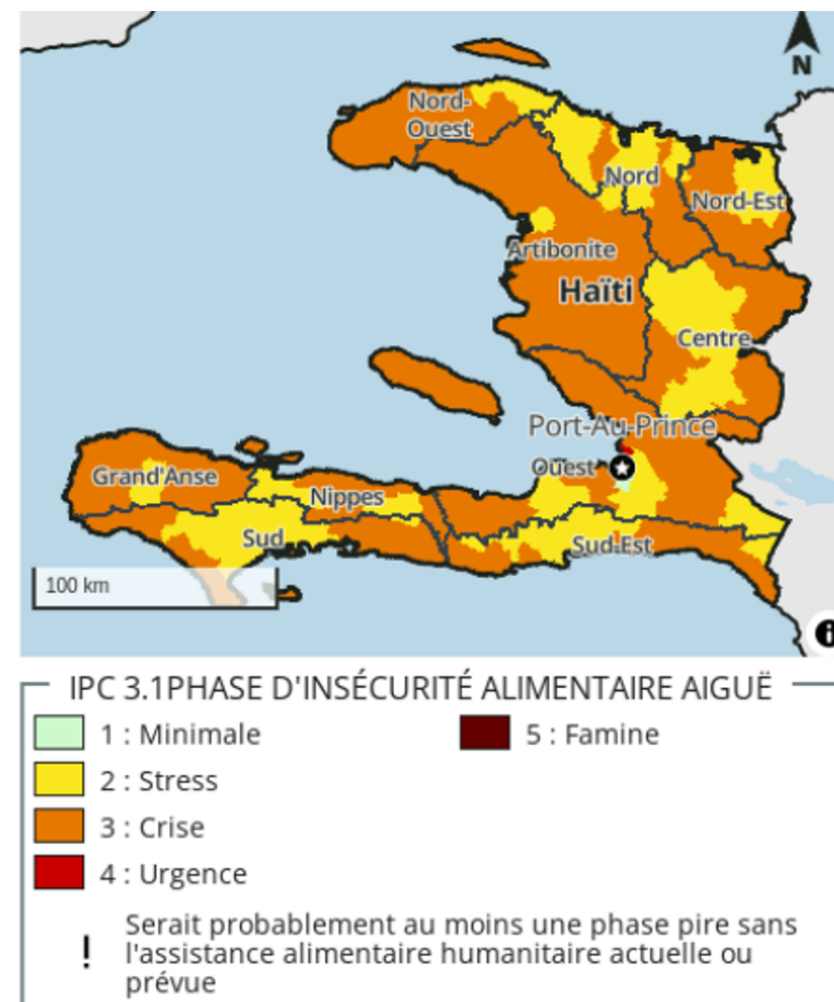 N
Nord-
Ouest
Nord
Nord-Est
Artibonite
Haïti
Centre
Port-Au-Prince
Ouest
Grand'Anse
Nippes
Sud
Sud-Est
100 km
i
IPC 3.1PHASE D'INSÉCURITÉ ALIMENTAIRE AIGUË
1 : Minimale
5 : Famine
2 : Stress
3 : Crise
4 : Urgence
! Serait probablement au moins une phase pire sans
l'assistance alimentaire humanitaire actuelle ou
prévue